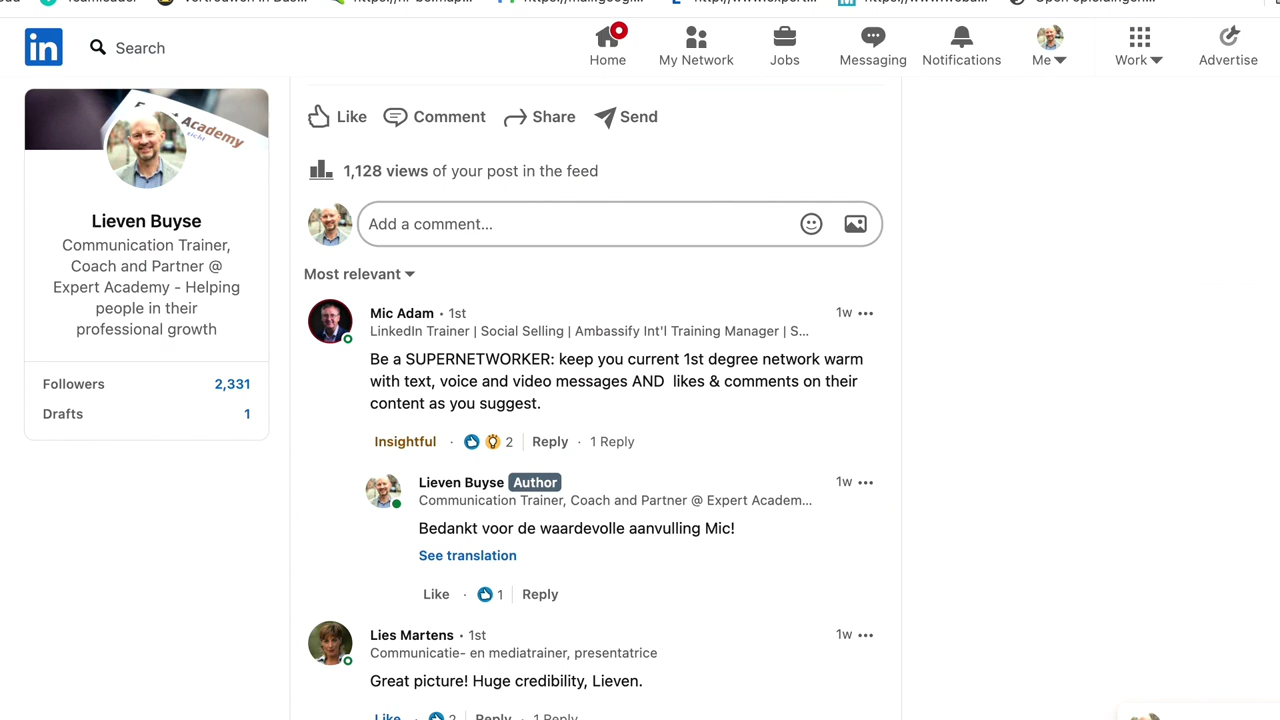 in
Search
Home
My Network
Jobs
Messaging
Notifications
Me
Work
Advertise
Academy
Lieven Buyse
Communication Trainer,
Coach and Partner @
Expert Academy - Helping
people in their
professional growth
Followers 2,331
Drafts 1
Like Comment Share Send
1,128 views of your post in the feed
Add a comment...
Most relevant
Mic Adam • 1st 1w
LinkedIn Trainer | Social Selling | Ambassify Int'l Training Manager | S...
Be a SUPERNETWORKER: keep you current 1st degree network warm
with text, voice and video messages AND likes & comments on their
content as you suggest.
Insightful · 2 Reply · 1 Reply
Lieven Buyse Author 1w
Communication Trainer, Coach and Partner @ Expert Academ...
Bedankt voor de waardevolle aanvulling Mic!
See translation
Like · 1 Reply
Lies Martens • 1st 1w
Communicatie- en mediatrainer, presentatrice
Great picture! Huge credibility, Lieven.
Like · 2 Reply · 1 Reply